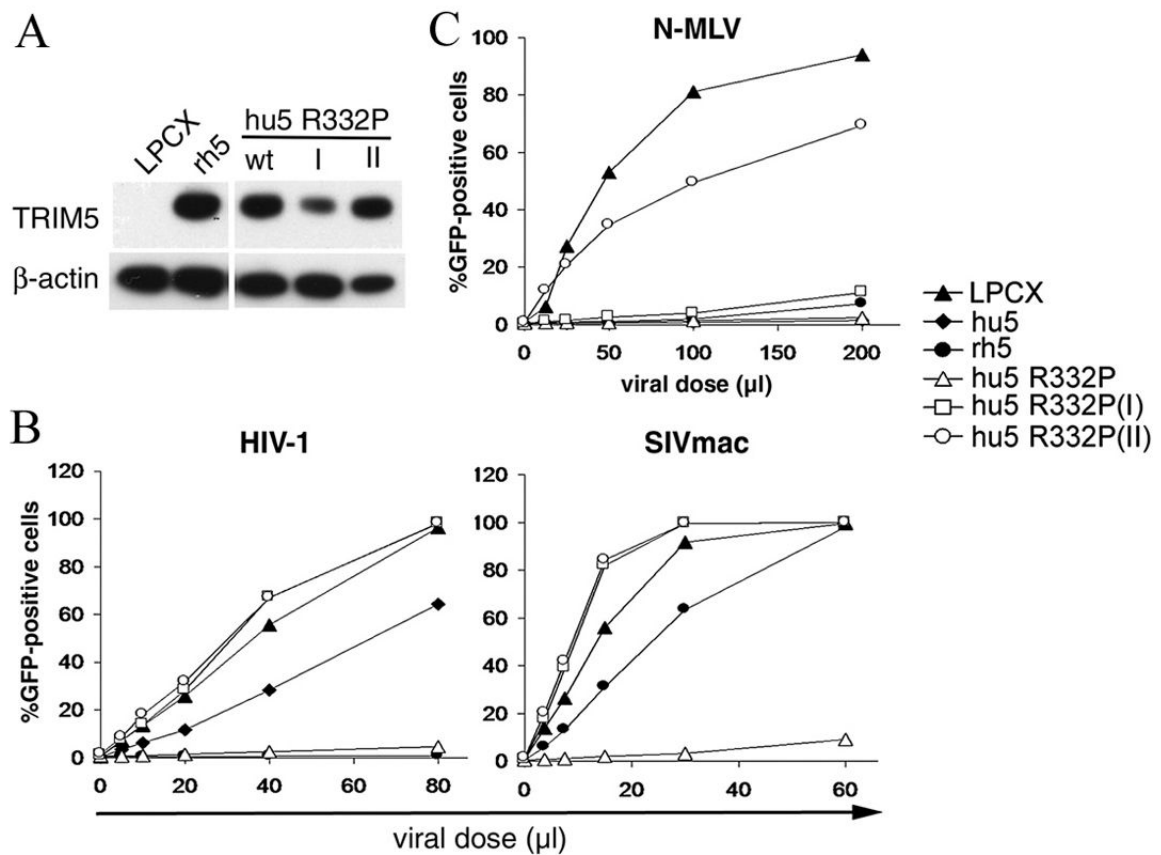 A
LPCX
rh5
hu5 R332P
wt I II
TRIM5
β-actin
C
N-MLV
%GFP-positive cells
100
80
60
40
20
0
0 50 100 150 200
viral dose (µl)
LPCX
hu5
rh5
hu5 R332P
hu5 R332P(I)
hu5 R332P(II)
B
HIV-1
%GFP-positive cells
120
100
80
60
40
20
0
0 20 40 60 80
SIVmac
120
100
80
60
40
20
0
0 20 40 60
viral dose (µl)